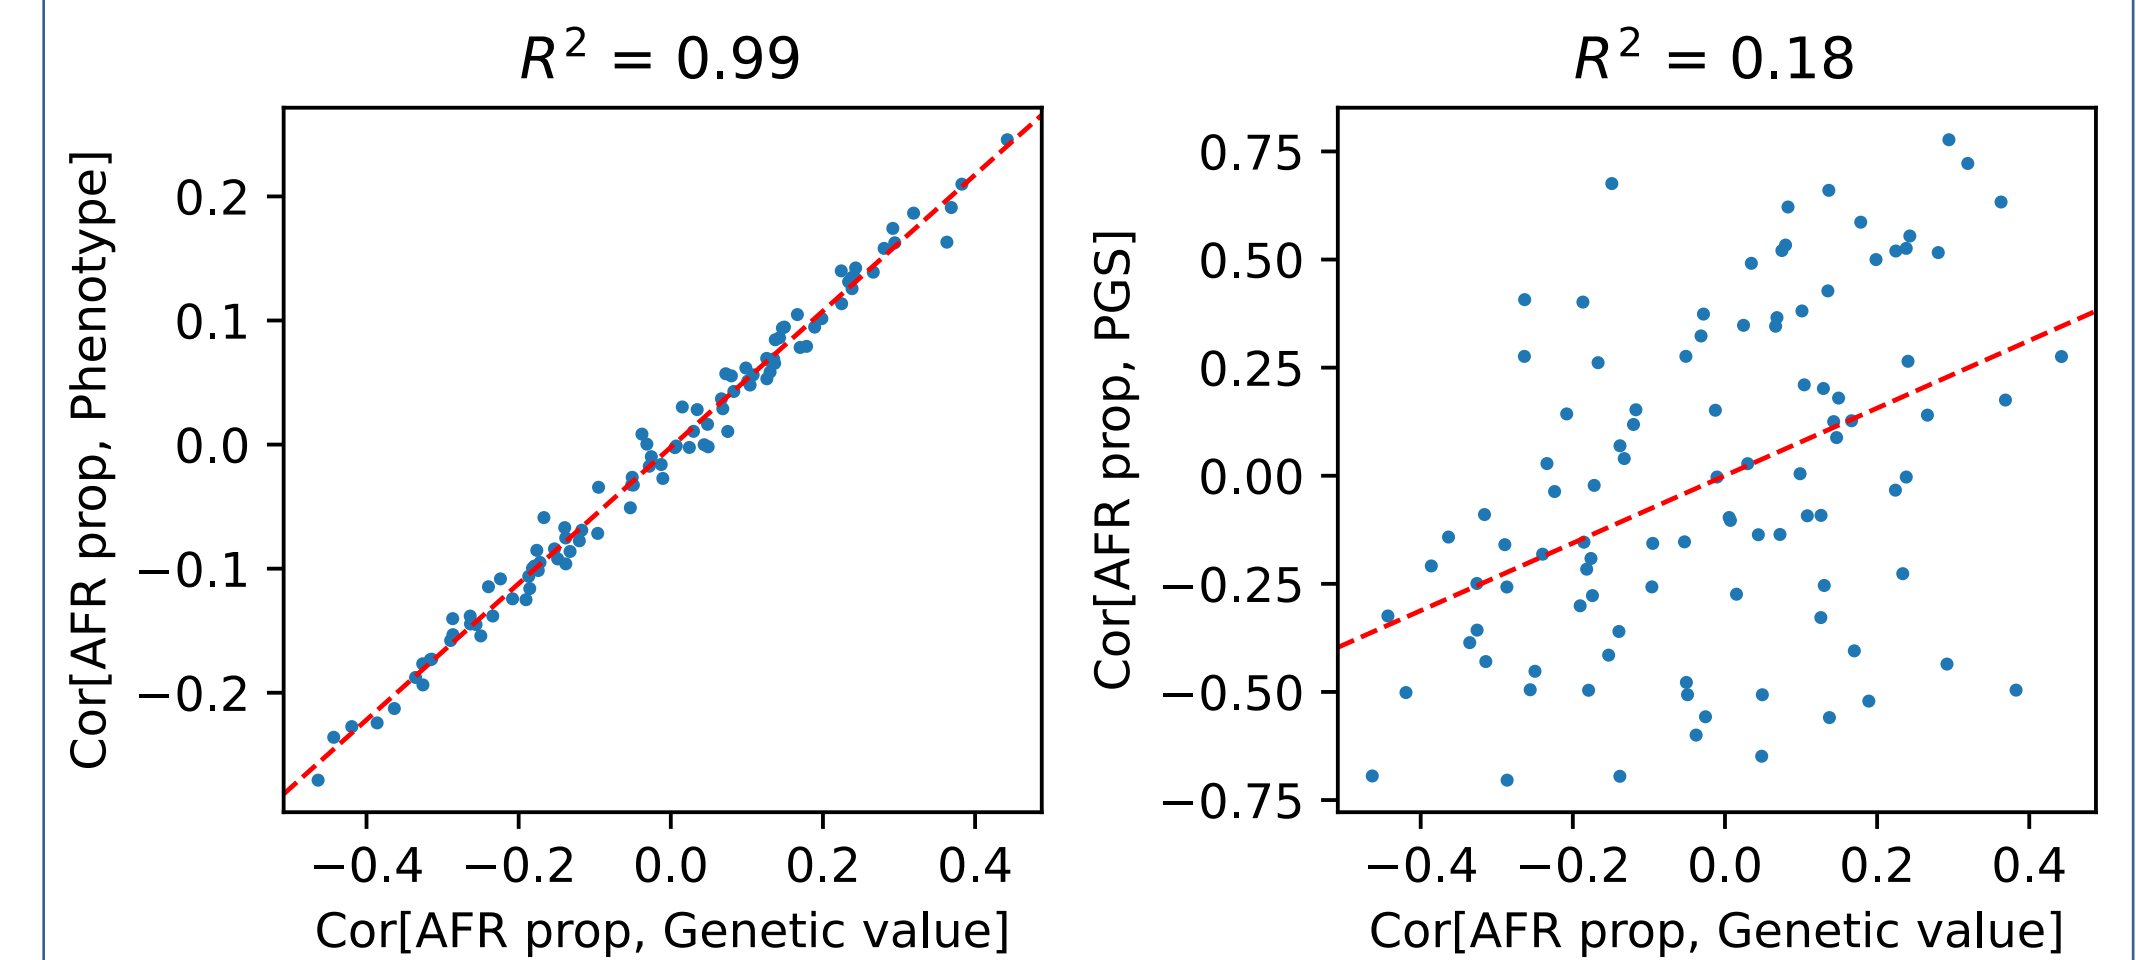 R² = 0.99
Cor[AFR prop, Phenotype]
0.2
0.1
0.0
−0.1
−0.2
−0.4 −0.2 0.0 0.2 0.4
Cor[AFR prop, Genetic value]
R² = 0.18
Cor[AFR prop, PGS]
0.75
0.50
0.25
0.00
−0.25
−0.50
−0.75
−0.4 −0.2 0.0 0.2 0.4
Cor[AFR prop, Genetic value]